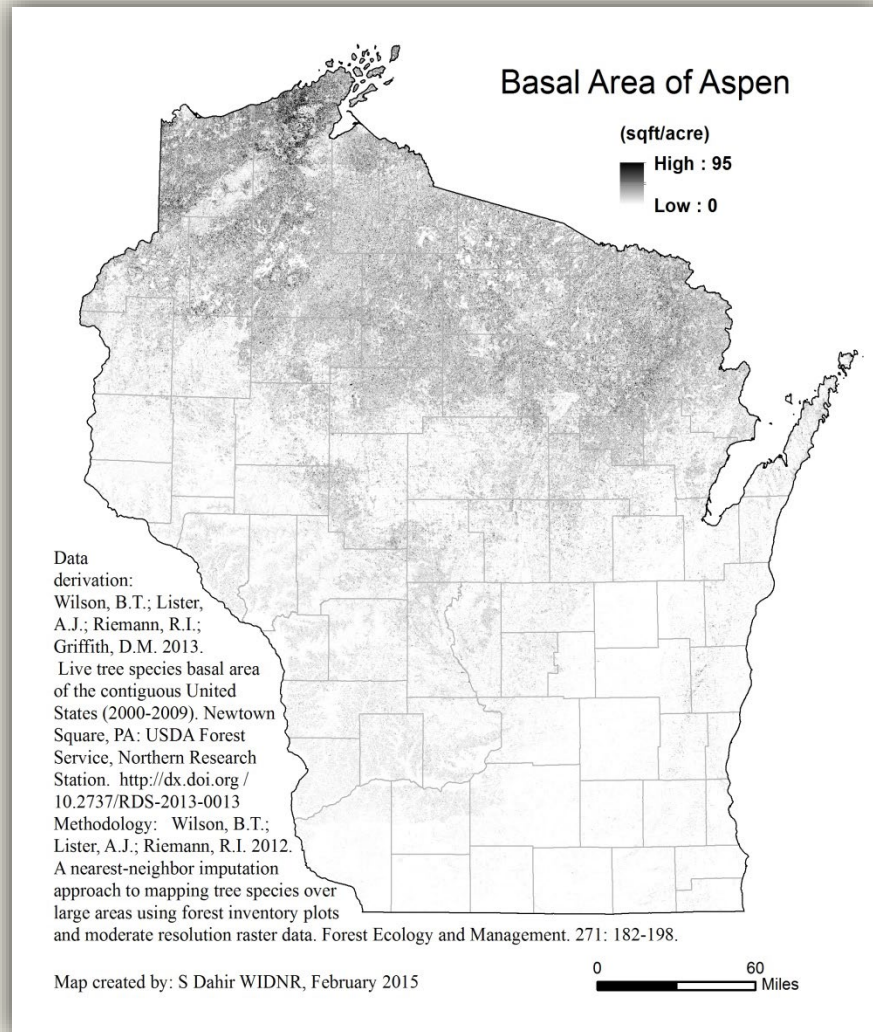 Basal Area of Aspen
(sqft/acre)
High : 95
Low : 0
Data
derivation:
Wilson, B.T.; Lister,
A.J.; Riemann, R.I.;
Griffith, D.M. 2013.
Live tree species basal area
of the contiguous United
States (2000-2009). Newtown
Square, PA: USDA Forest
Service, Northern Research
Station. http://dx.doi.org /
10.2737/RDS-2013-0013
Methodology: Wilson, B.T.;
Lister, A.J.; Riemann, R.I. 2012.
A nearest-neighbor imputation
approach to mapping tree species over
large areas using forest inventory plots
and moderate resolution raster data. Forest Ecology and Management. 271: 182-198.
Map created by: S Dahir WIDNR, February 2015
0 60
Miles